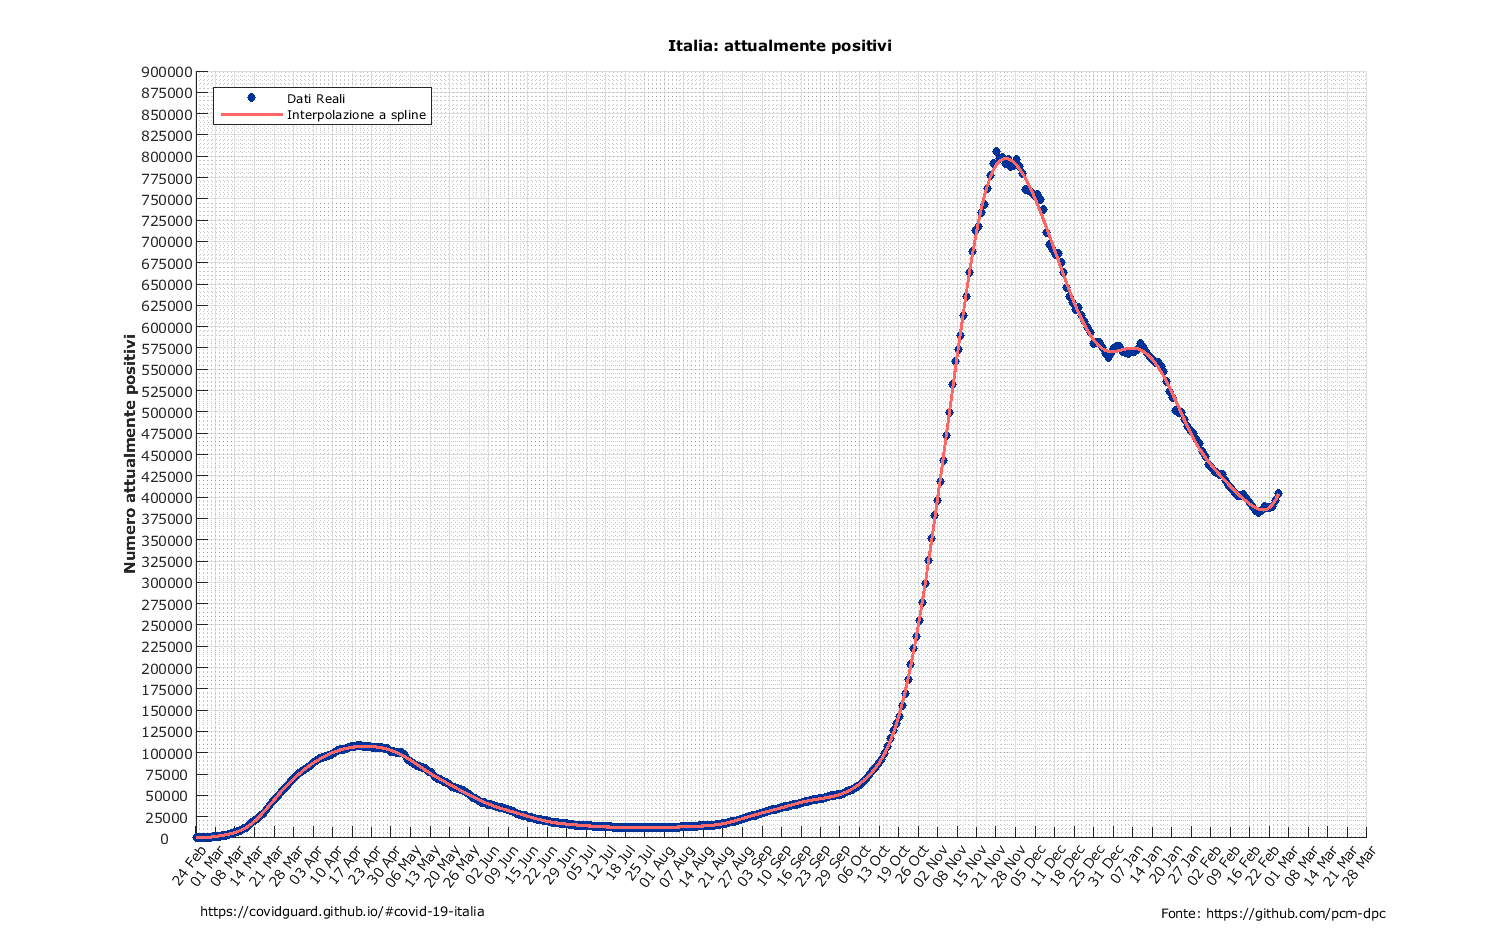 Italia: attualmente positivi
Dati Reali
Interpolazione a spline
Numero attualmente positivi
900000
875000
850000
825000
800000
775000
750000
725000
700000
675000
650000
625000
600000
575000
550000
525000
500000
475000
450000
425000
400000
375000
350000
325000
300000
275000
250000
225000
200000
175000
150000
125000
100000
75000
50000
25000
0
24 Feb
01 Mar
08 Mar
14 Mar
21 Mar
28 Mar
03 Apr
10 Apr
17 Apr
23 Apr
30 Apr
06 May
13 May
20 May
26 May
02 Jun
09 Jun
15 Jun
22 Jun
29 Jun
05 Jul
12 Jul
18 Jul
25 Jul
01 Aug
07 Aug
14 Aug
21 Aug
27 Aug
03 Sep
10 Sep
16 Sep
23 Sep
29 Sep
06 Oct
13 Oct
19 Oct
26 Oct
02 Nov
08 Nov
15 Nov
21 Nov
28 Nov
05 Dec
11 Dec
18 Dec
25 Dec
31 Dec
07 Jan
14 Jan
20 Jan
27 Jan
02 Feb
09 Feb
16 Feb
22 Feb
01 Mar
08 Mar
14 Mar
21 Mar
28 Mar
https://covidguard.github.io/#covid-19-italia
Fonte: https://github.com/pcm-dpc